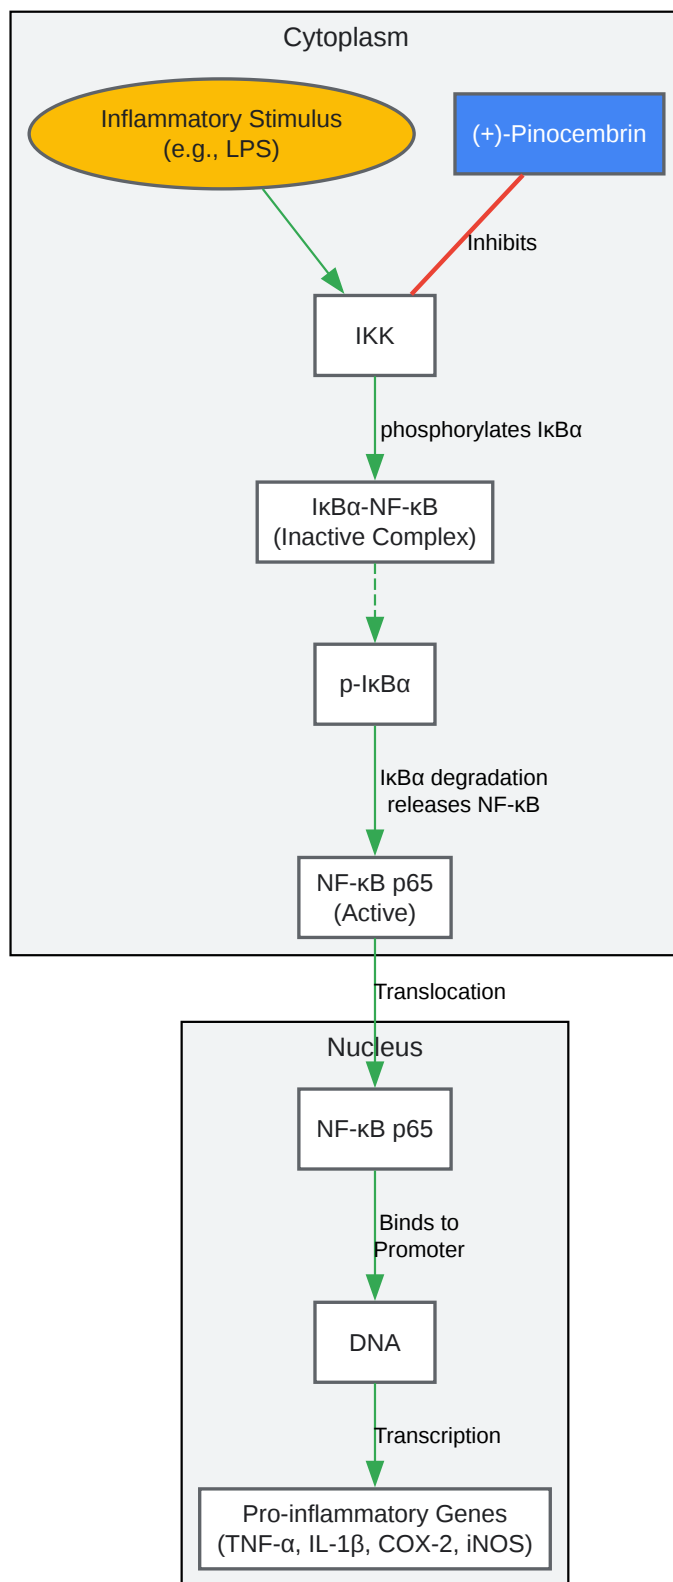 Cytoplasm
Inflammatory Stimulus
(e.g., LPS)
(+)-Pinocembrin
Inhibits
IKK
phosphorylates IκBα
IκBα-NF-κB
(Inactive Complex)
p-IκBα
IκBα degradation
releases NF-κB
NF-κB p65
(Active)
Translocation
Nucleus
NF-κB p65
Binds to
Promoter
DNA
Transcription
Pro-inflammatory Genes
(TNF-α, IL-1β, COX-2, iNOS)